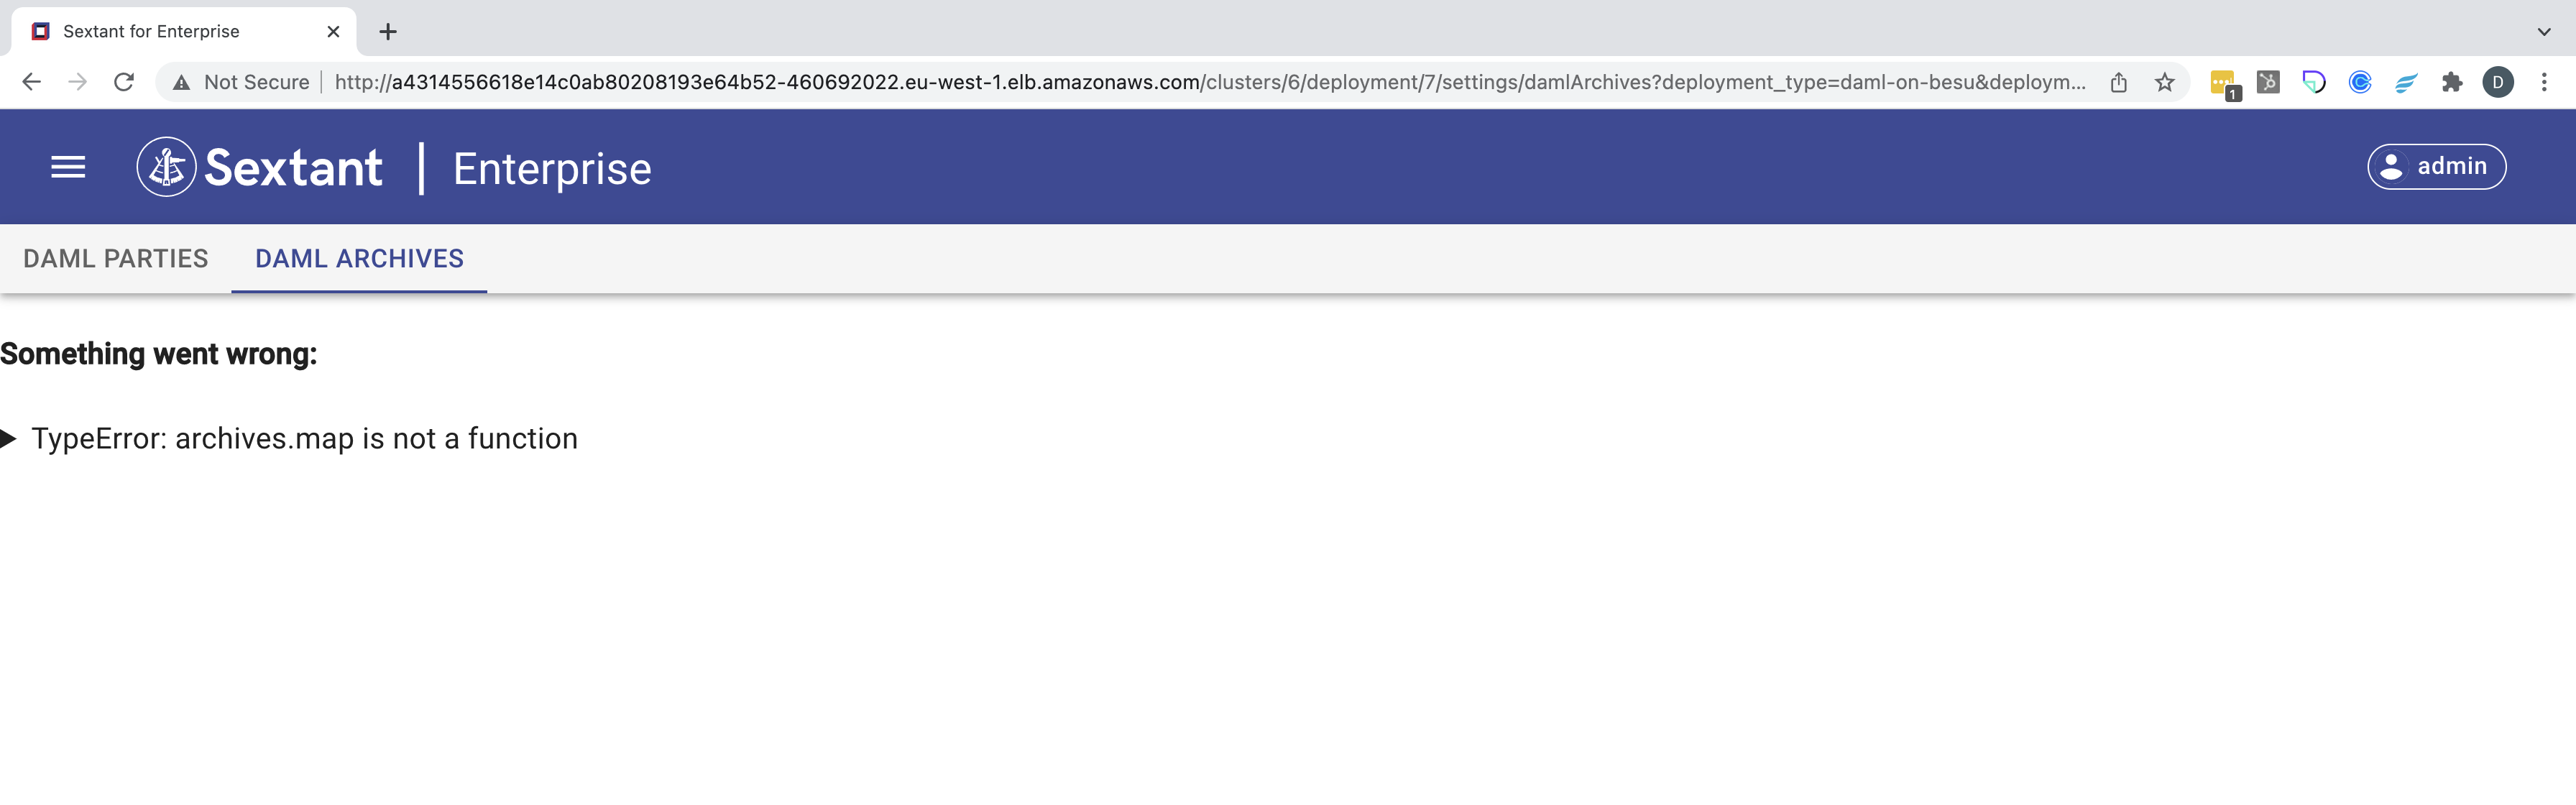 Sextant for Enterprise
Not Secure http://a4314556618e14c0ab80208193e64b52-460692022.eu-west-1.elb.amazonaws.com/clusters/6/deployment/7/settings/damlArchives?deployment_type=daml-on-besu&deploym... 1 D
Sextant | Enterprise admin
DAML PARTIES DAML ARCHIVES
Something went wrong:
TypeError: archives.map is not a function